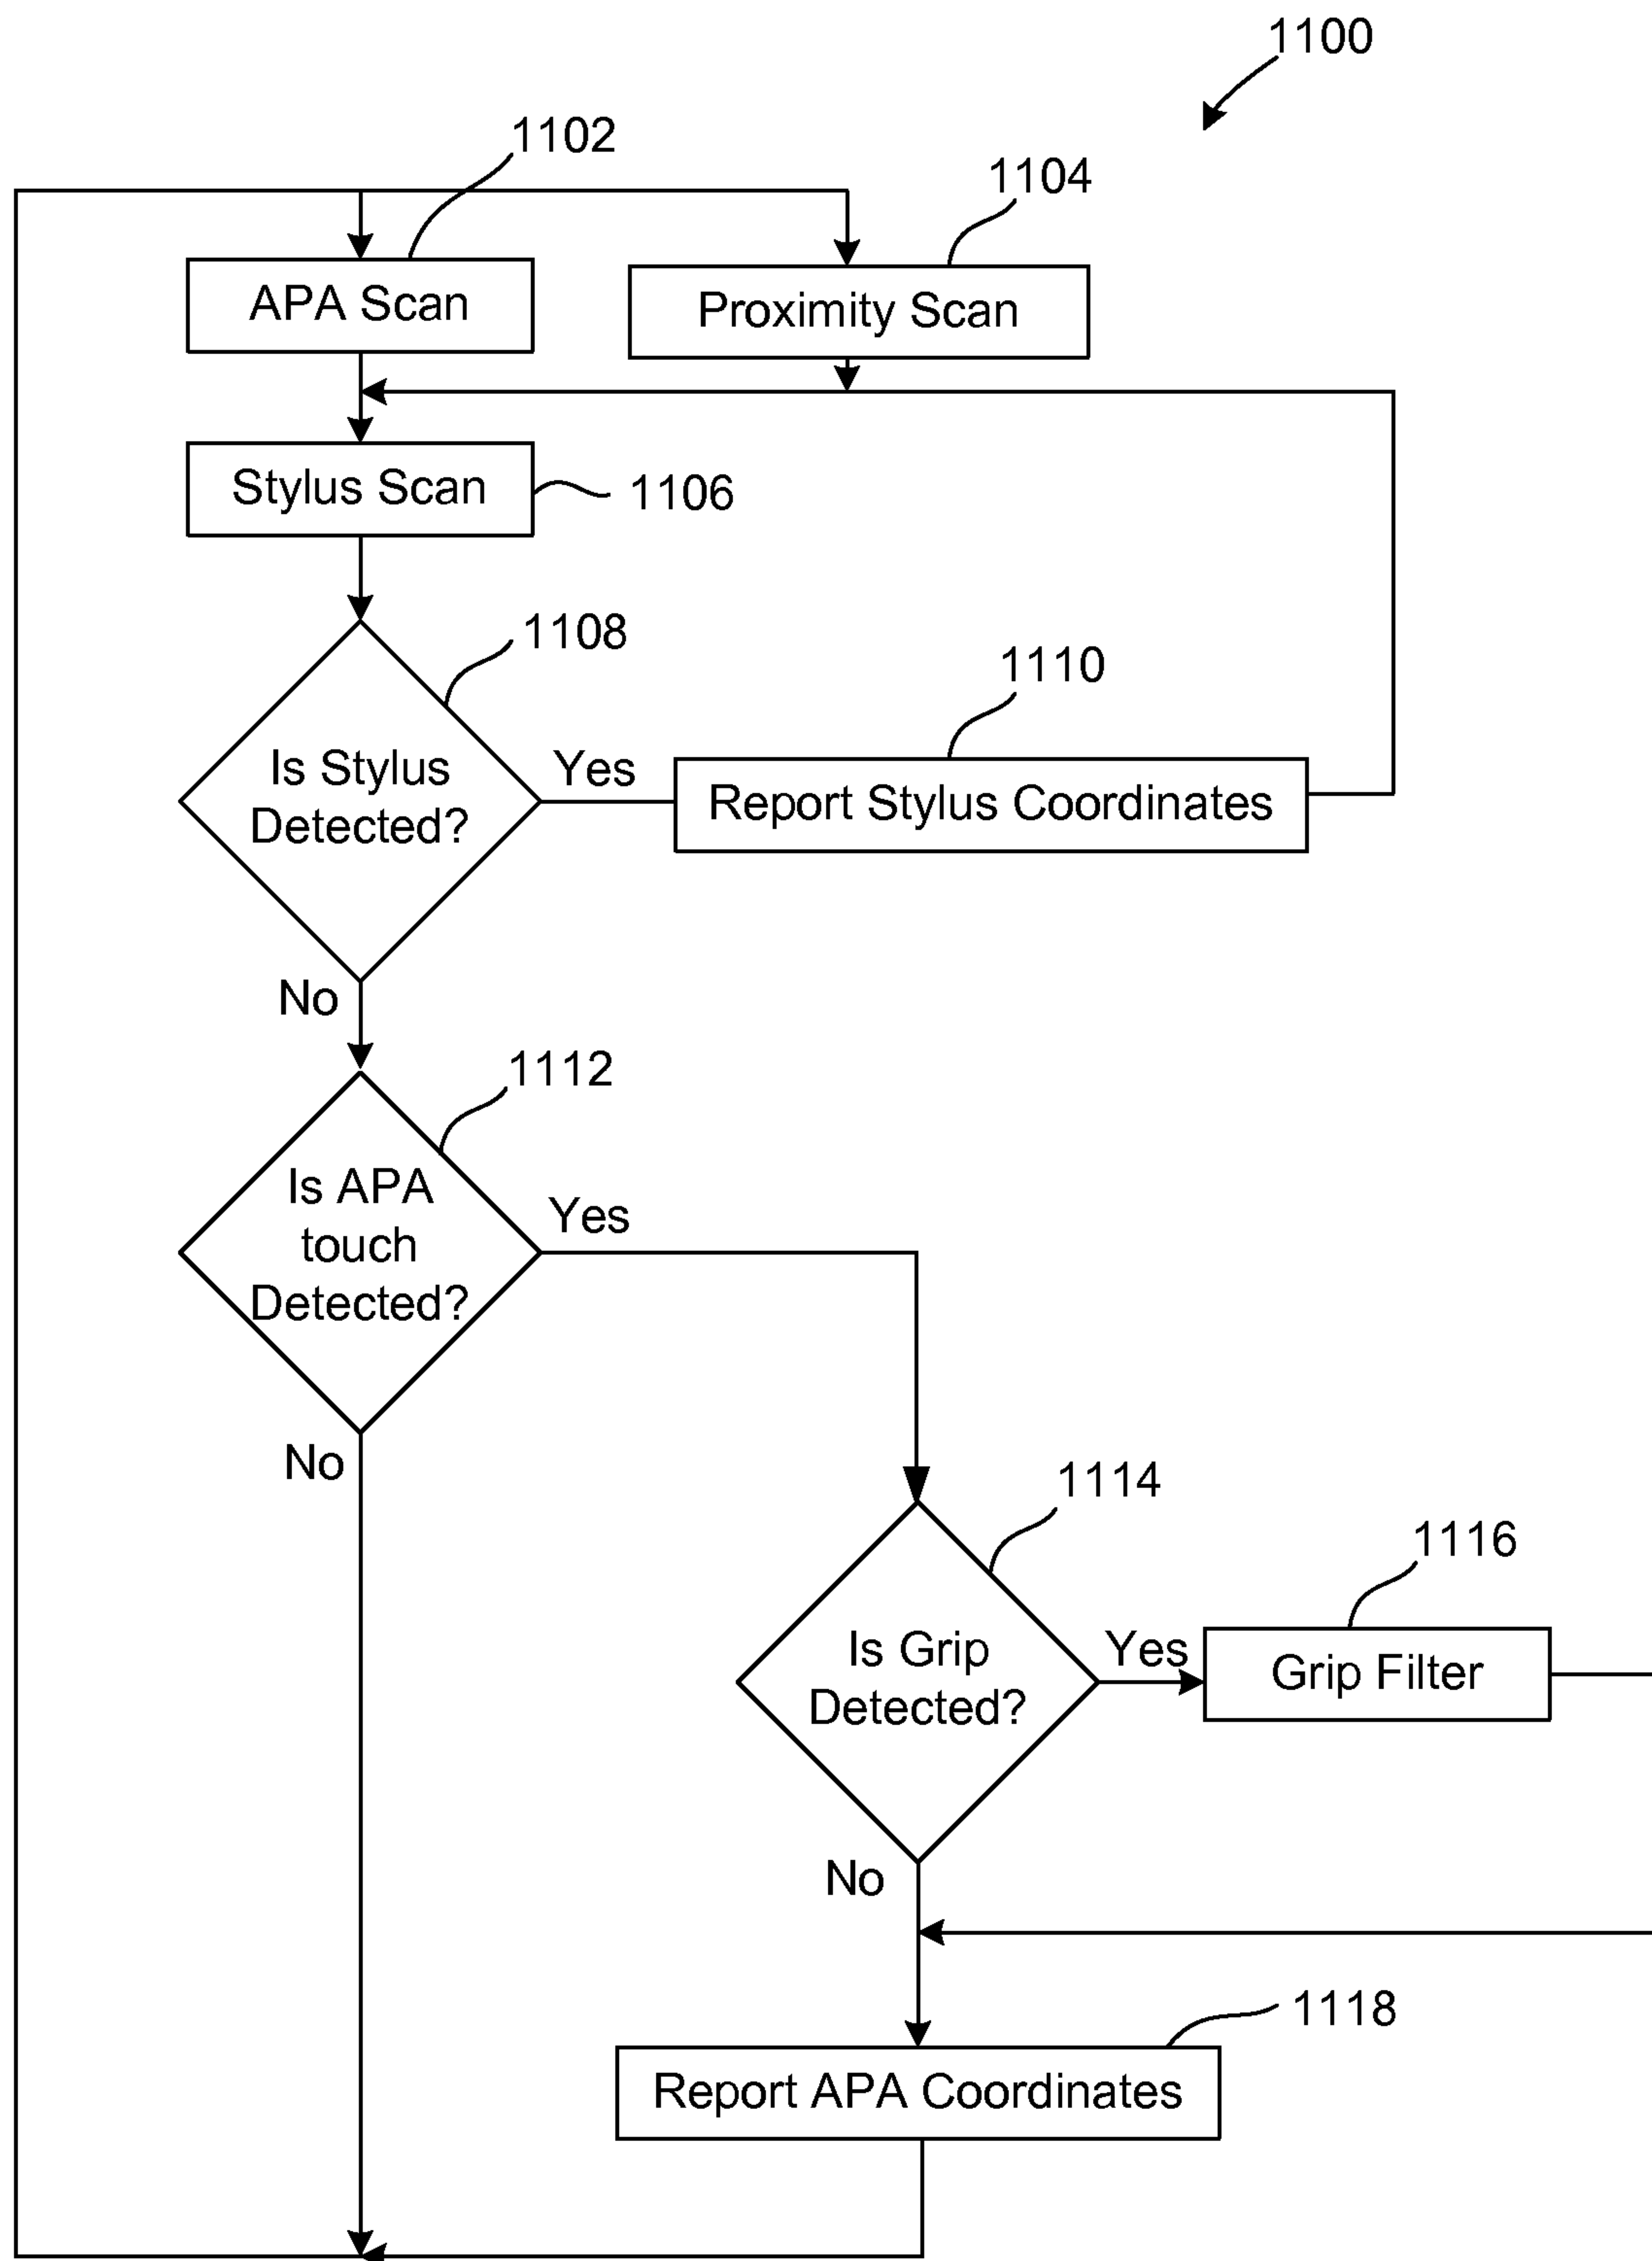 1100
1102
1104
APA Scan
Proximity Scan
Stylus Scan
1106
1108
1110
Is Stylus
Detected?
Yes
Report Stylus Coordinates
No
1112
Is APA
touch
Detected?
Yes
No
1114
1116
Is Grip
Detected?
Yes
Grip Filter
No
1118
Report APA Coordinates